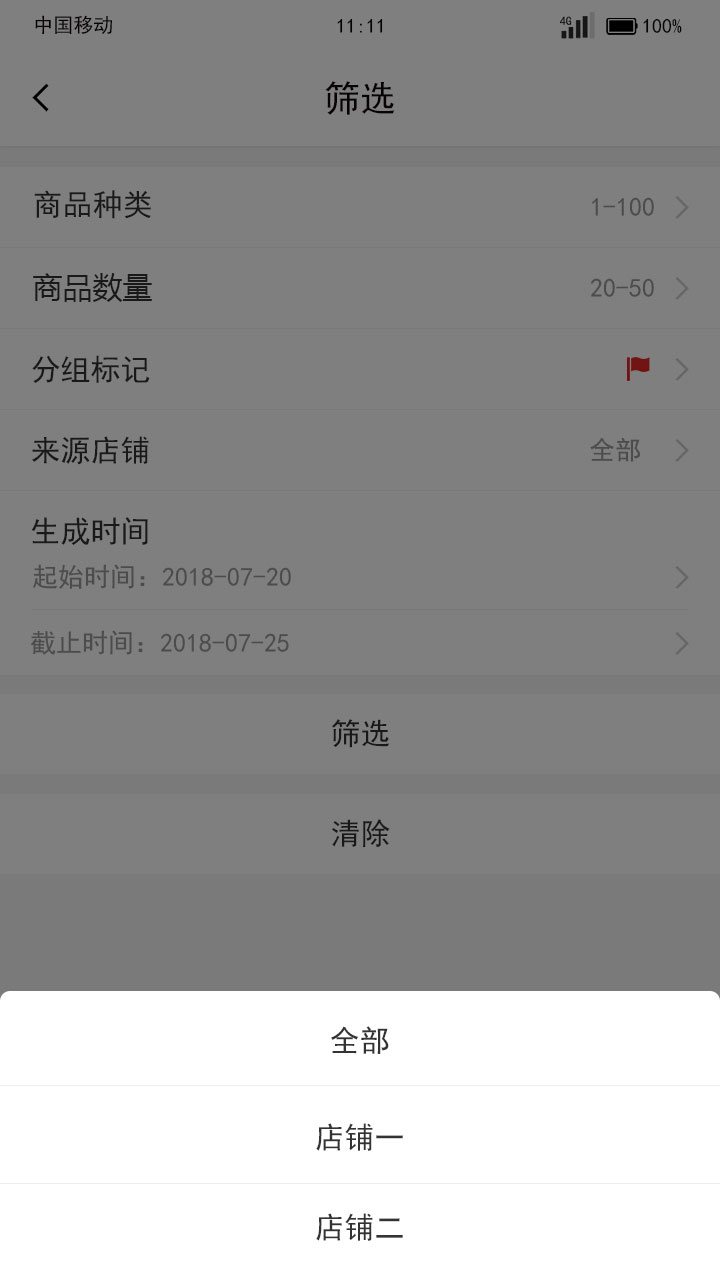 中国移动 11:11 4G 100%
筛选
商品种类 1-100
商品数量 20-50
分组标记
来源店铺 全部
生成时间
起始时间：2018-07-20
截止时间：2018-07-25
筛选
清除
全部
店铺一
店铺二